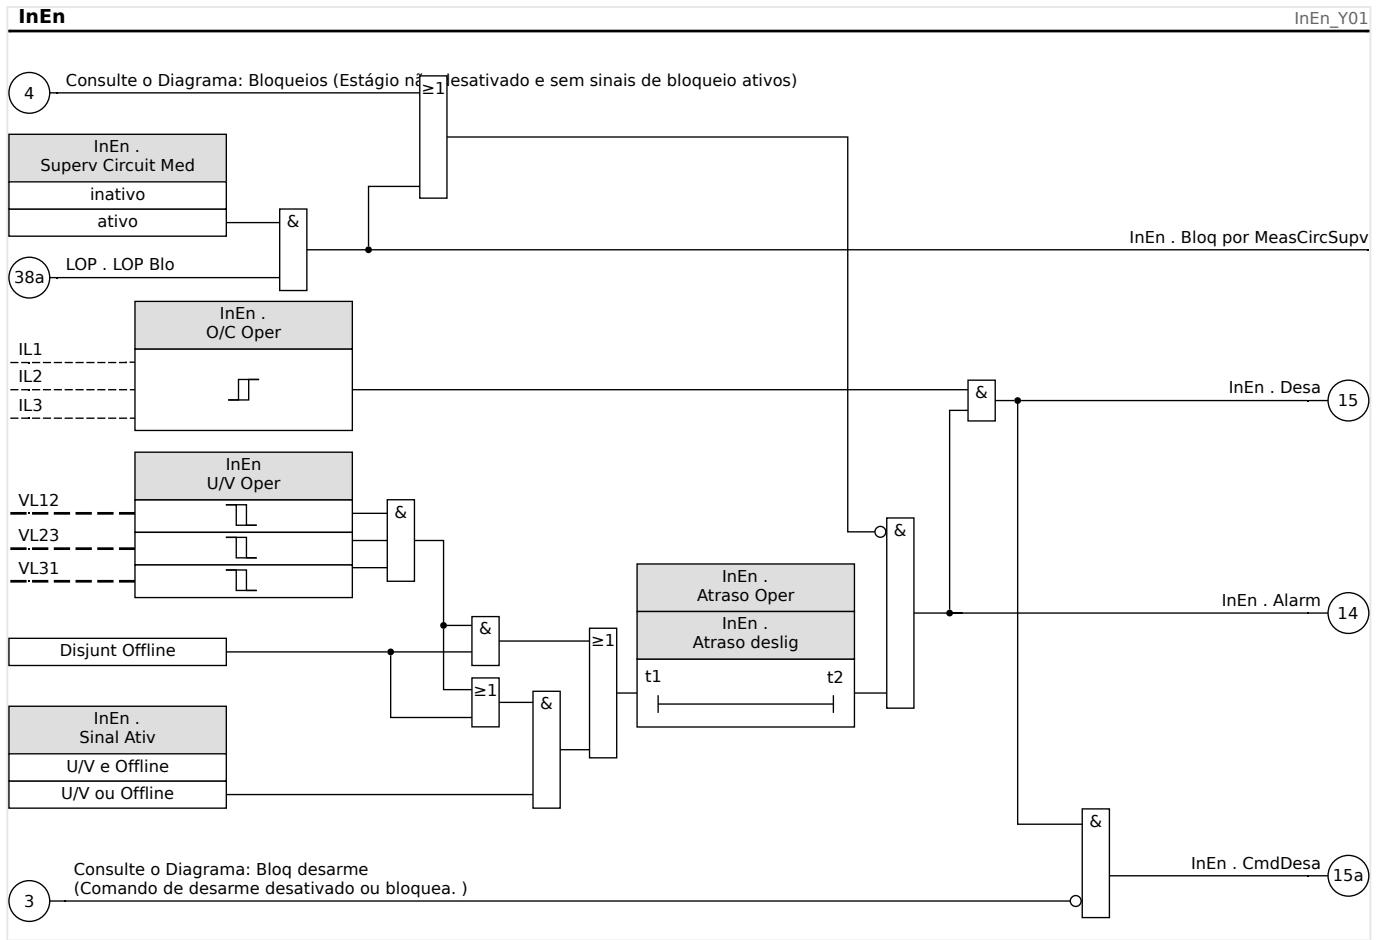 InEn
InEn_Y01
4
Consulte o Diagrama: Bloqueios (Estágio nã desativado e sem sinais de bloqueio ativos)
≥1
InEn .
Superv Circuit Med
inativo
ativo
&
InEn . Bloq por MeasCircSupv
38a
LOP . LOP Blo
InEn .
O/C Oper
IL1
IL2
IL3
&
InEn . Desa
15
InEn
U/V Oper
VL12
VL23
VL31
&
&
InEn .
Atraso Oper
InEn .
Atraso deslig
t1
t2
InEn . Alarm
14
Disjunt Offline
&
≥1
≥1
&
InEn .
Sinal Ativ
U/V e Offline
U/V ou Offline
&
InEn . CmdDesa
15a
Consulte o Diagrama: Bloq desarme
(Comando de desarme desativado ou bloquea. )
3